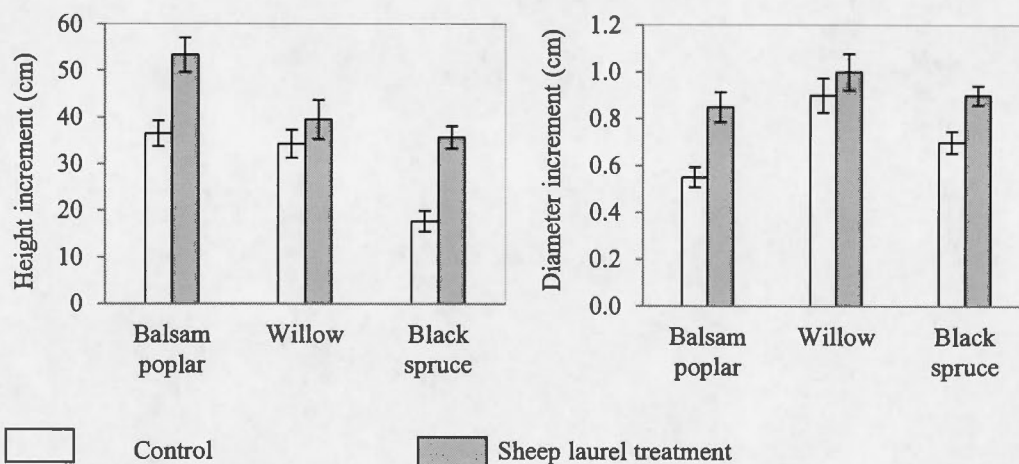 Height increment (cm)
60
50
40
30
20
10
0
Balsam
poplar
Willow
Black
spruce
Diameter increment (cm)
1.2
1.0
0.8
0.6
0.4
0.2
0.0
Balsam
poplar
Willow
Black
spruce
Control
Sheep laurel treatment